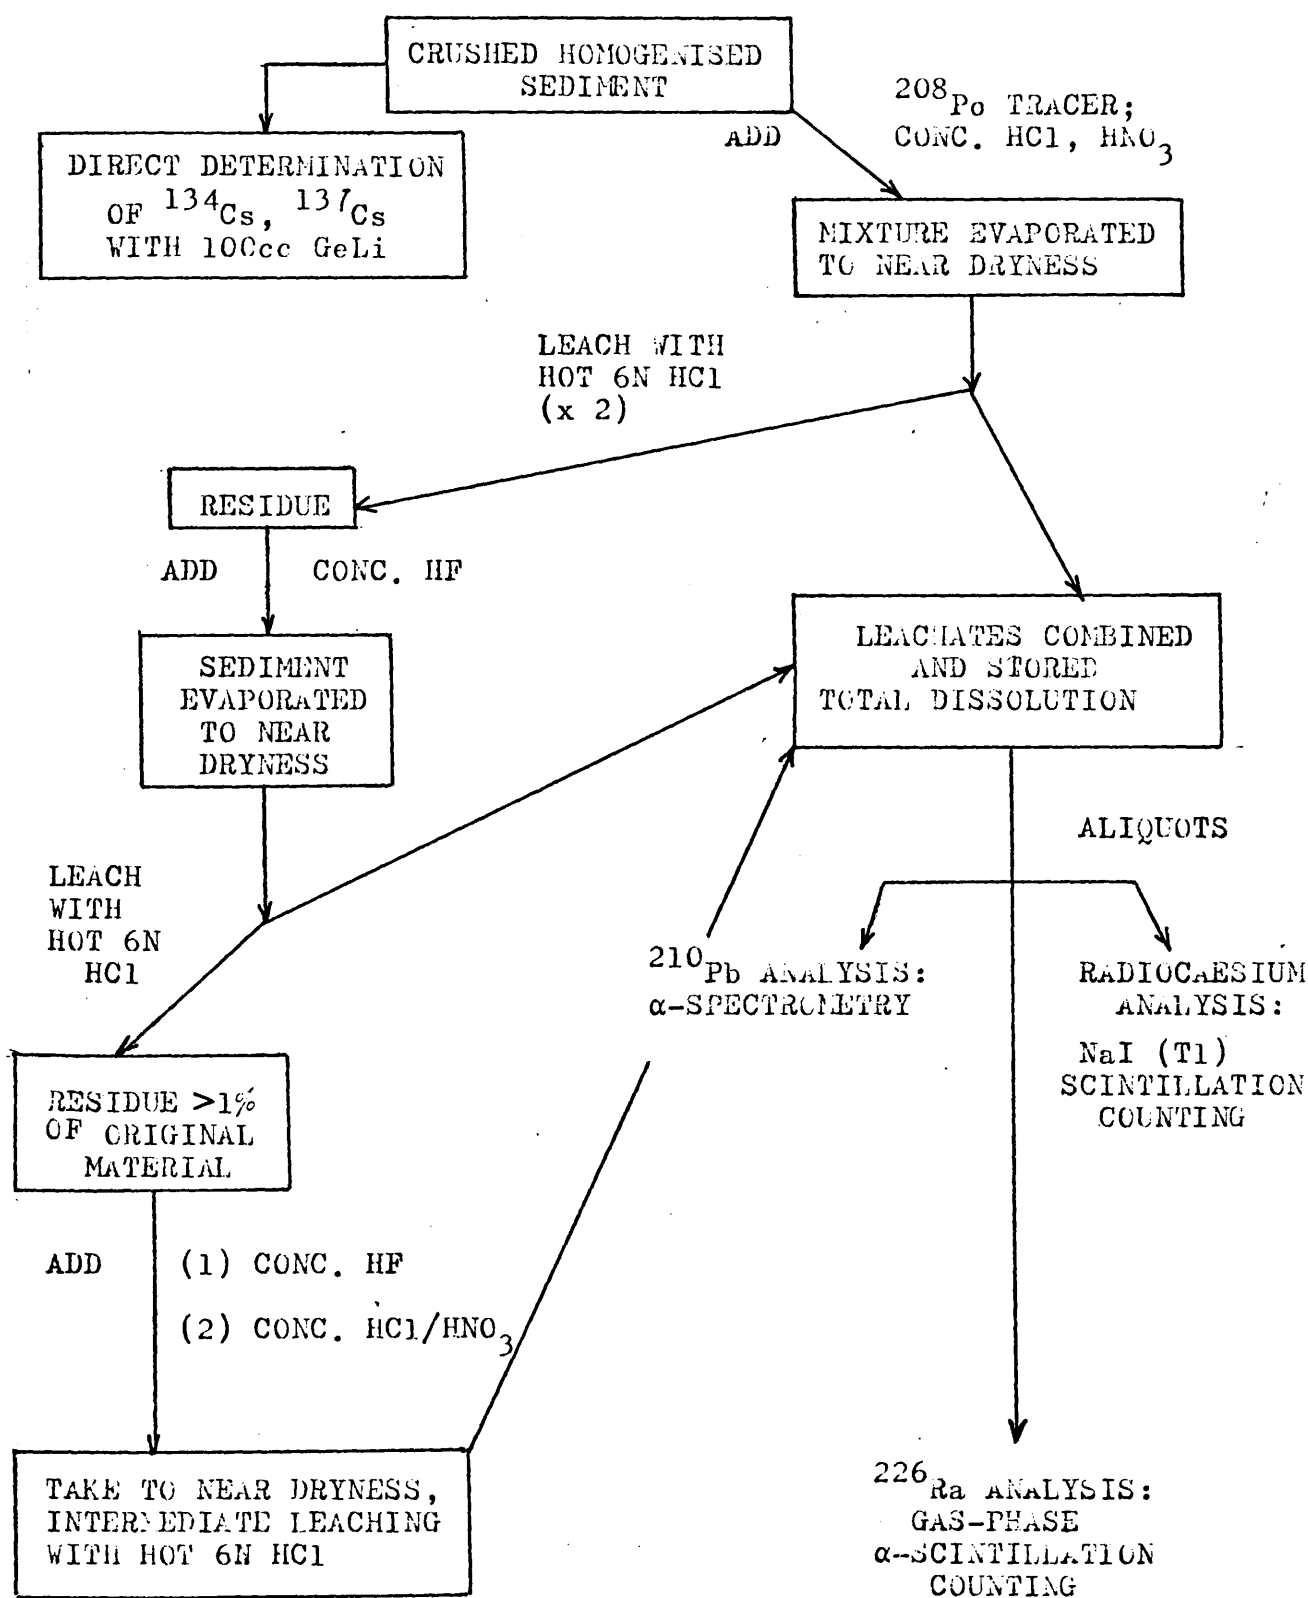 CRUSHED HOMOGENISED
SEDIMENT
208Po TRACER;
ADD
CONC. HCl, HNO3
DIRECT DETERMINATION
OF 134Cs, 137Cs
WITH 100cc GeLi
MIXTURE EVAPORATED
TO NEAR DRYNESS
LEACH WITH
HOT 6N HCl
(x 2)
RESIDUE
ADD CONC. HF
SEDIMENT
EVAPORATED
TO NEAR
DRYNESS
LEACHATES COMBINED
AND STORED
TOTAL DISSOLUTION
ALIQUOTS
LEACH
WITH
HOT 6N
HCl
210Pb ANALYSIS:
α-SPECTROMETRY
RADIOCAESIUM
ANALYSIS:
NaI (Tl)
SCINTILLATION
COUNTING
RESIDUE >1%
OF ORIGINAL
MATERIAL
ADD (1) CONC. HF
(2) CONC. HCl/HNO3
TAKE TO NEAR DRYNESS,
INTERMEDIATE LEACHING
WITH HOT 6N HCl
226Ra ANALYSIS:
GAS-PHASE
α-SCINTILLATION
COUNTING